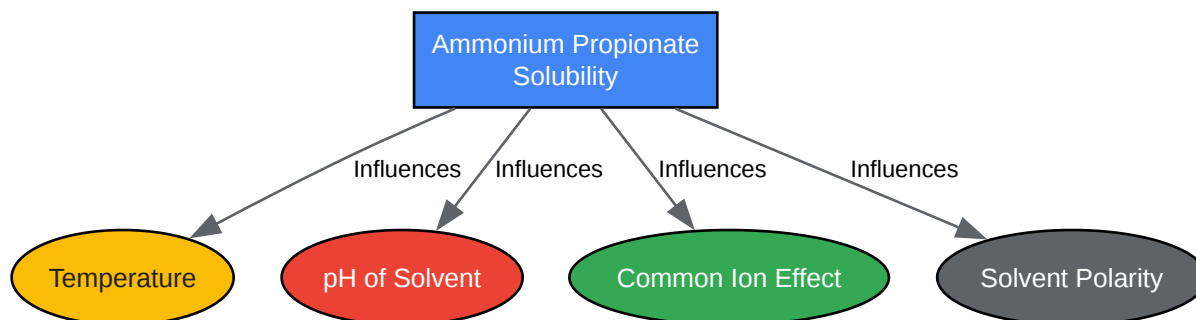 Ammonium Propionate
Solubility
Influences
Influences
Influences
Influences
Temperature
pH of Solvent
Common Ion Effect
Solvent Polarity